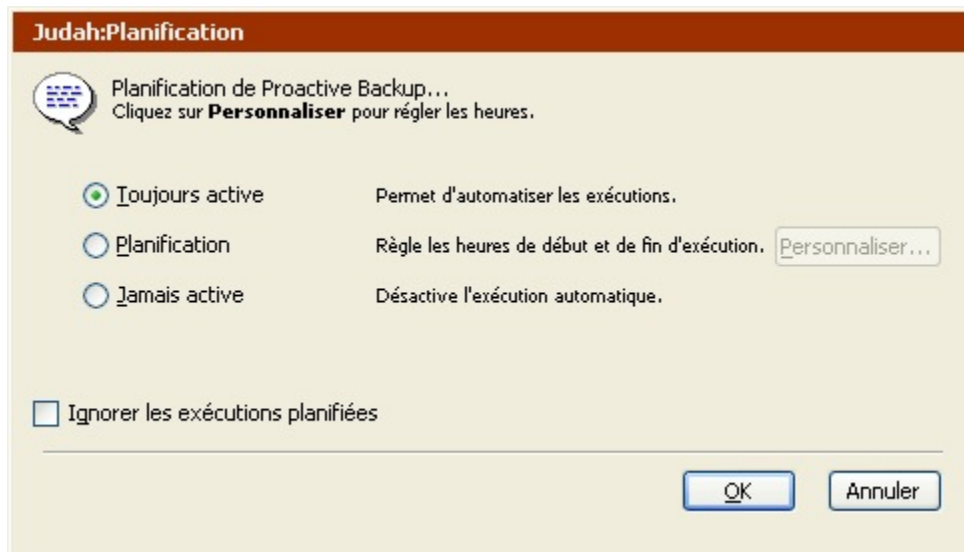 Judah:Planification
Planification de Proactive Backup...
Cliquez sur Personnaliser pour régler les heures.
Toujours active Permet d'automatiser les exécutions.
Planification Règle les heures de début et de fin d'exécution. Personnaliser...
Jamais active Désactive l'exécution automatique.
Ignorer les exécutions planifiées
OK Annuler